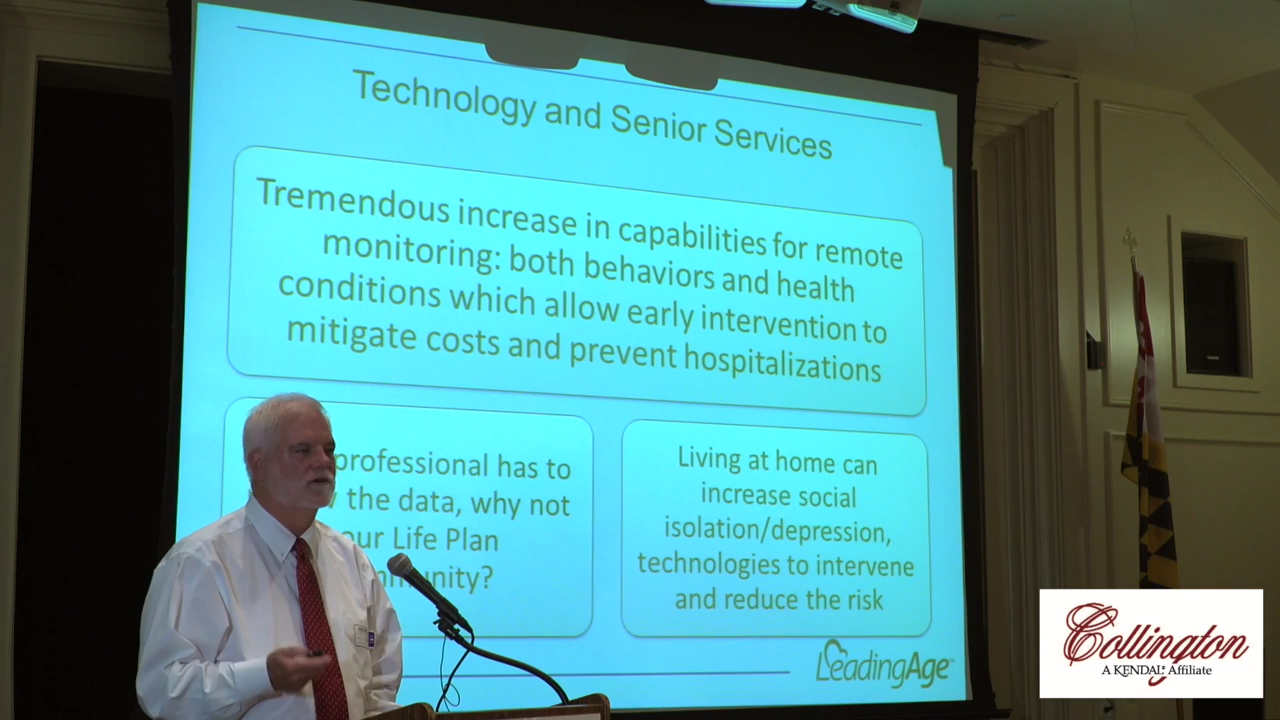 Technology and Senior Services
Tremendous increase in capabilities for remote
monitoring: both behaviors and health
conditions which allow early intervention to
mitigate costs and prevent hospitalizations
professional has to
the data, why not
our Life Plan
Community?
Living at home can
increase social
isolation/depression,
technologies to intervene
and reduce the risk
LeadingAge™
Collington
A KENDAL Affiliate